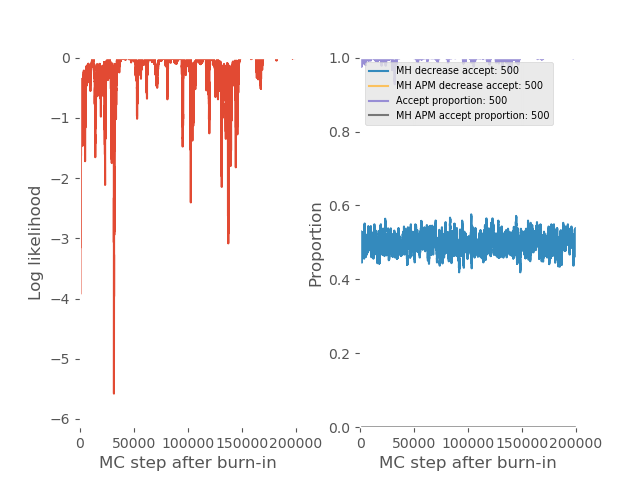 0
−1
−2
−3
−4
−5
−6
Log likelihood
0
50000
100000
150000
200000
MC step after burn-in
1.0
0.8
0.6
0.4
0.2
0.0
Proportion
MH decrease accept: 500
MH APM decrease accept: 500
Accept proportion: 500
MH APM accept proportion: 500
0
50000
100000
150000
200000
MC step after burn-in